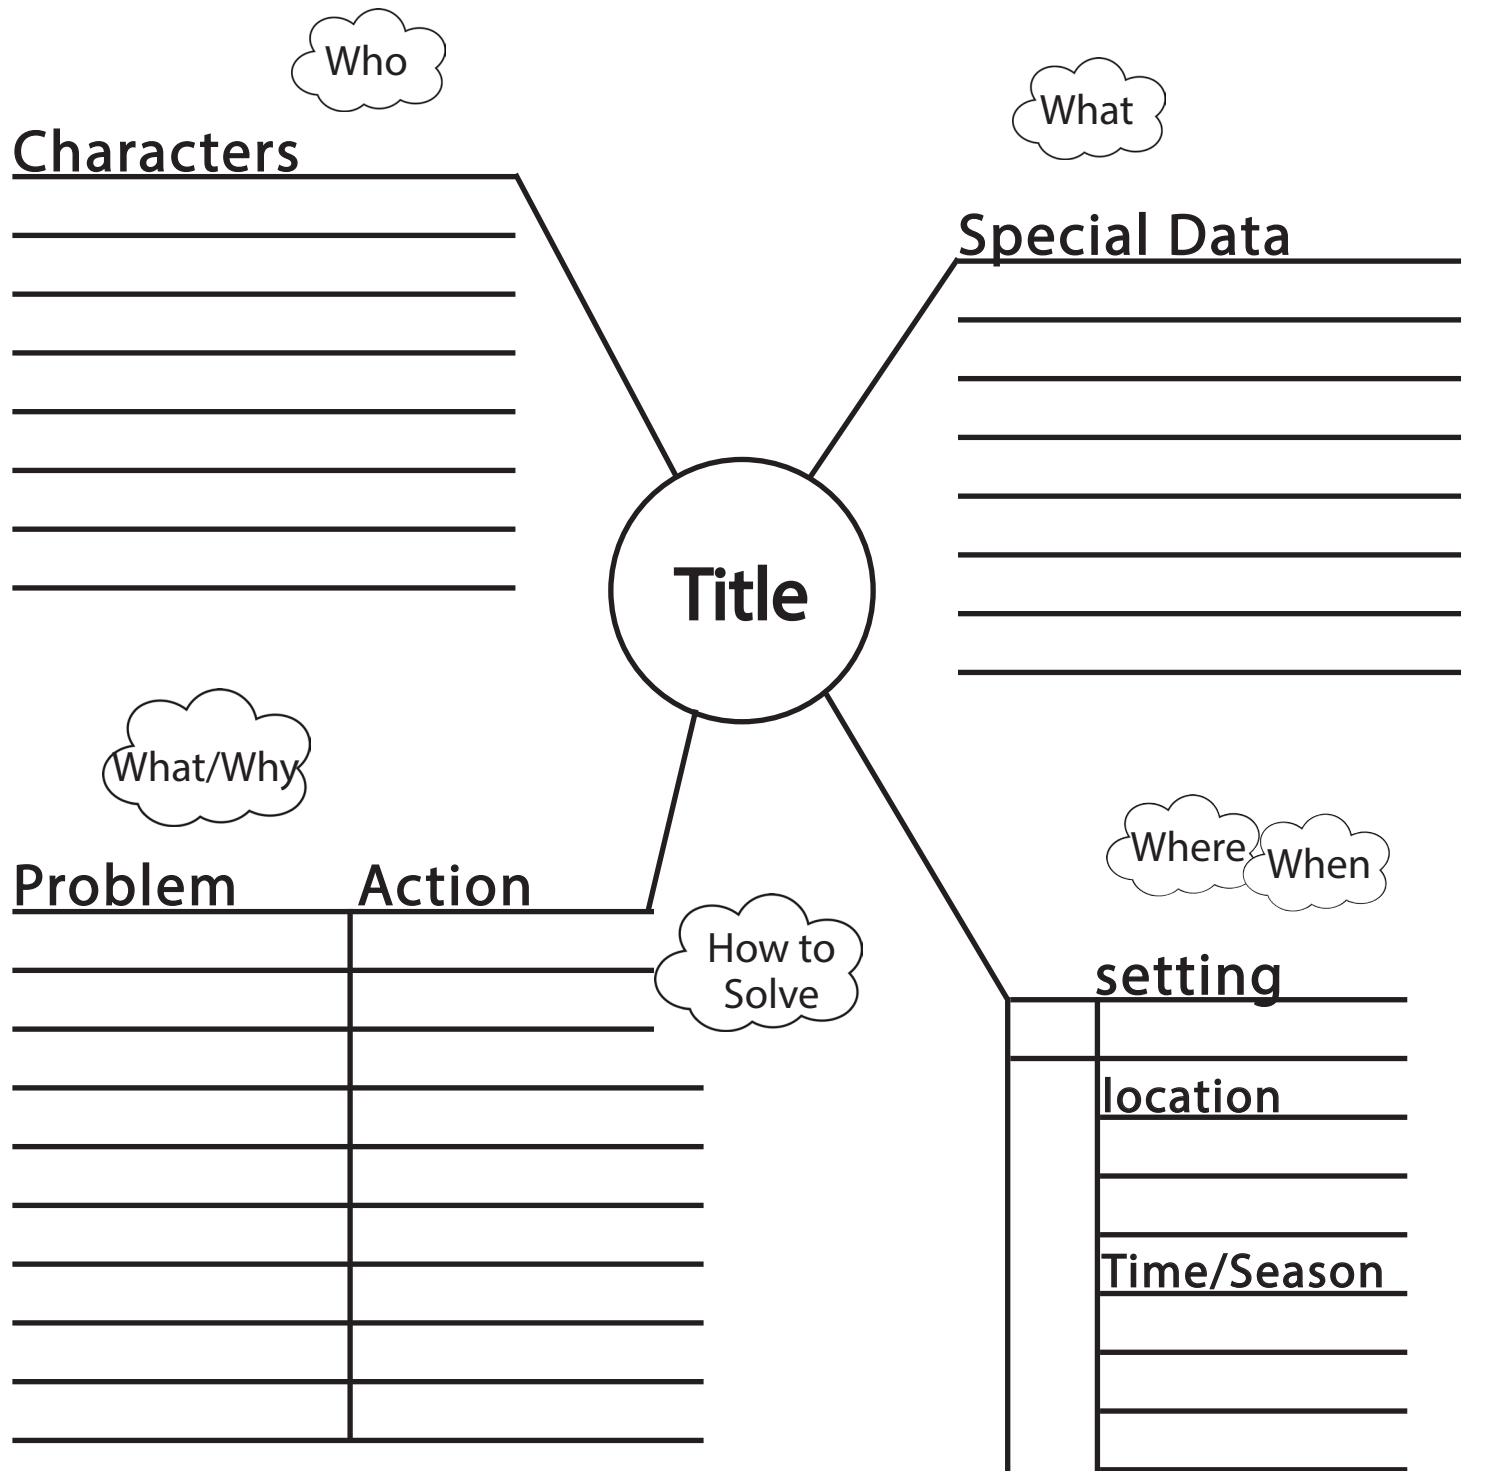 Who
Characters
What
Special Data
Title
What/Why
Problem Action
How to
Solve
Where When
setting
location
Time/Season